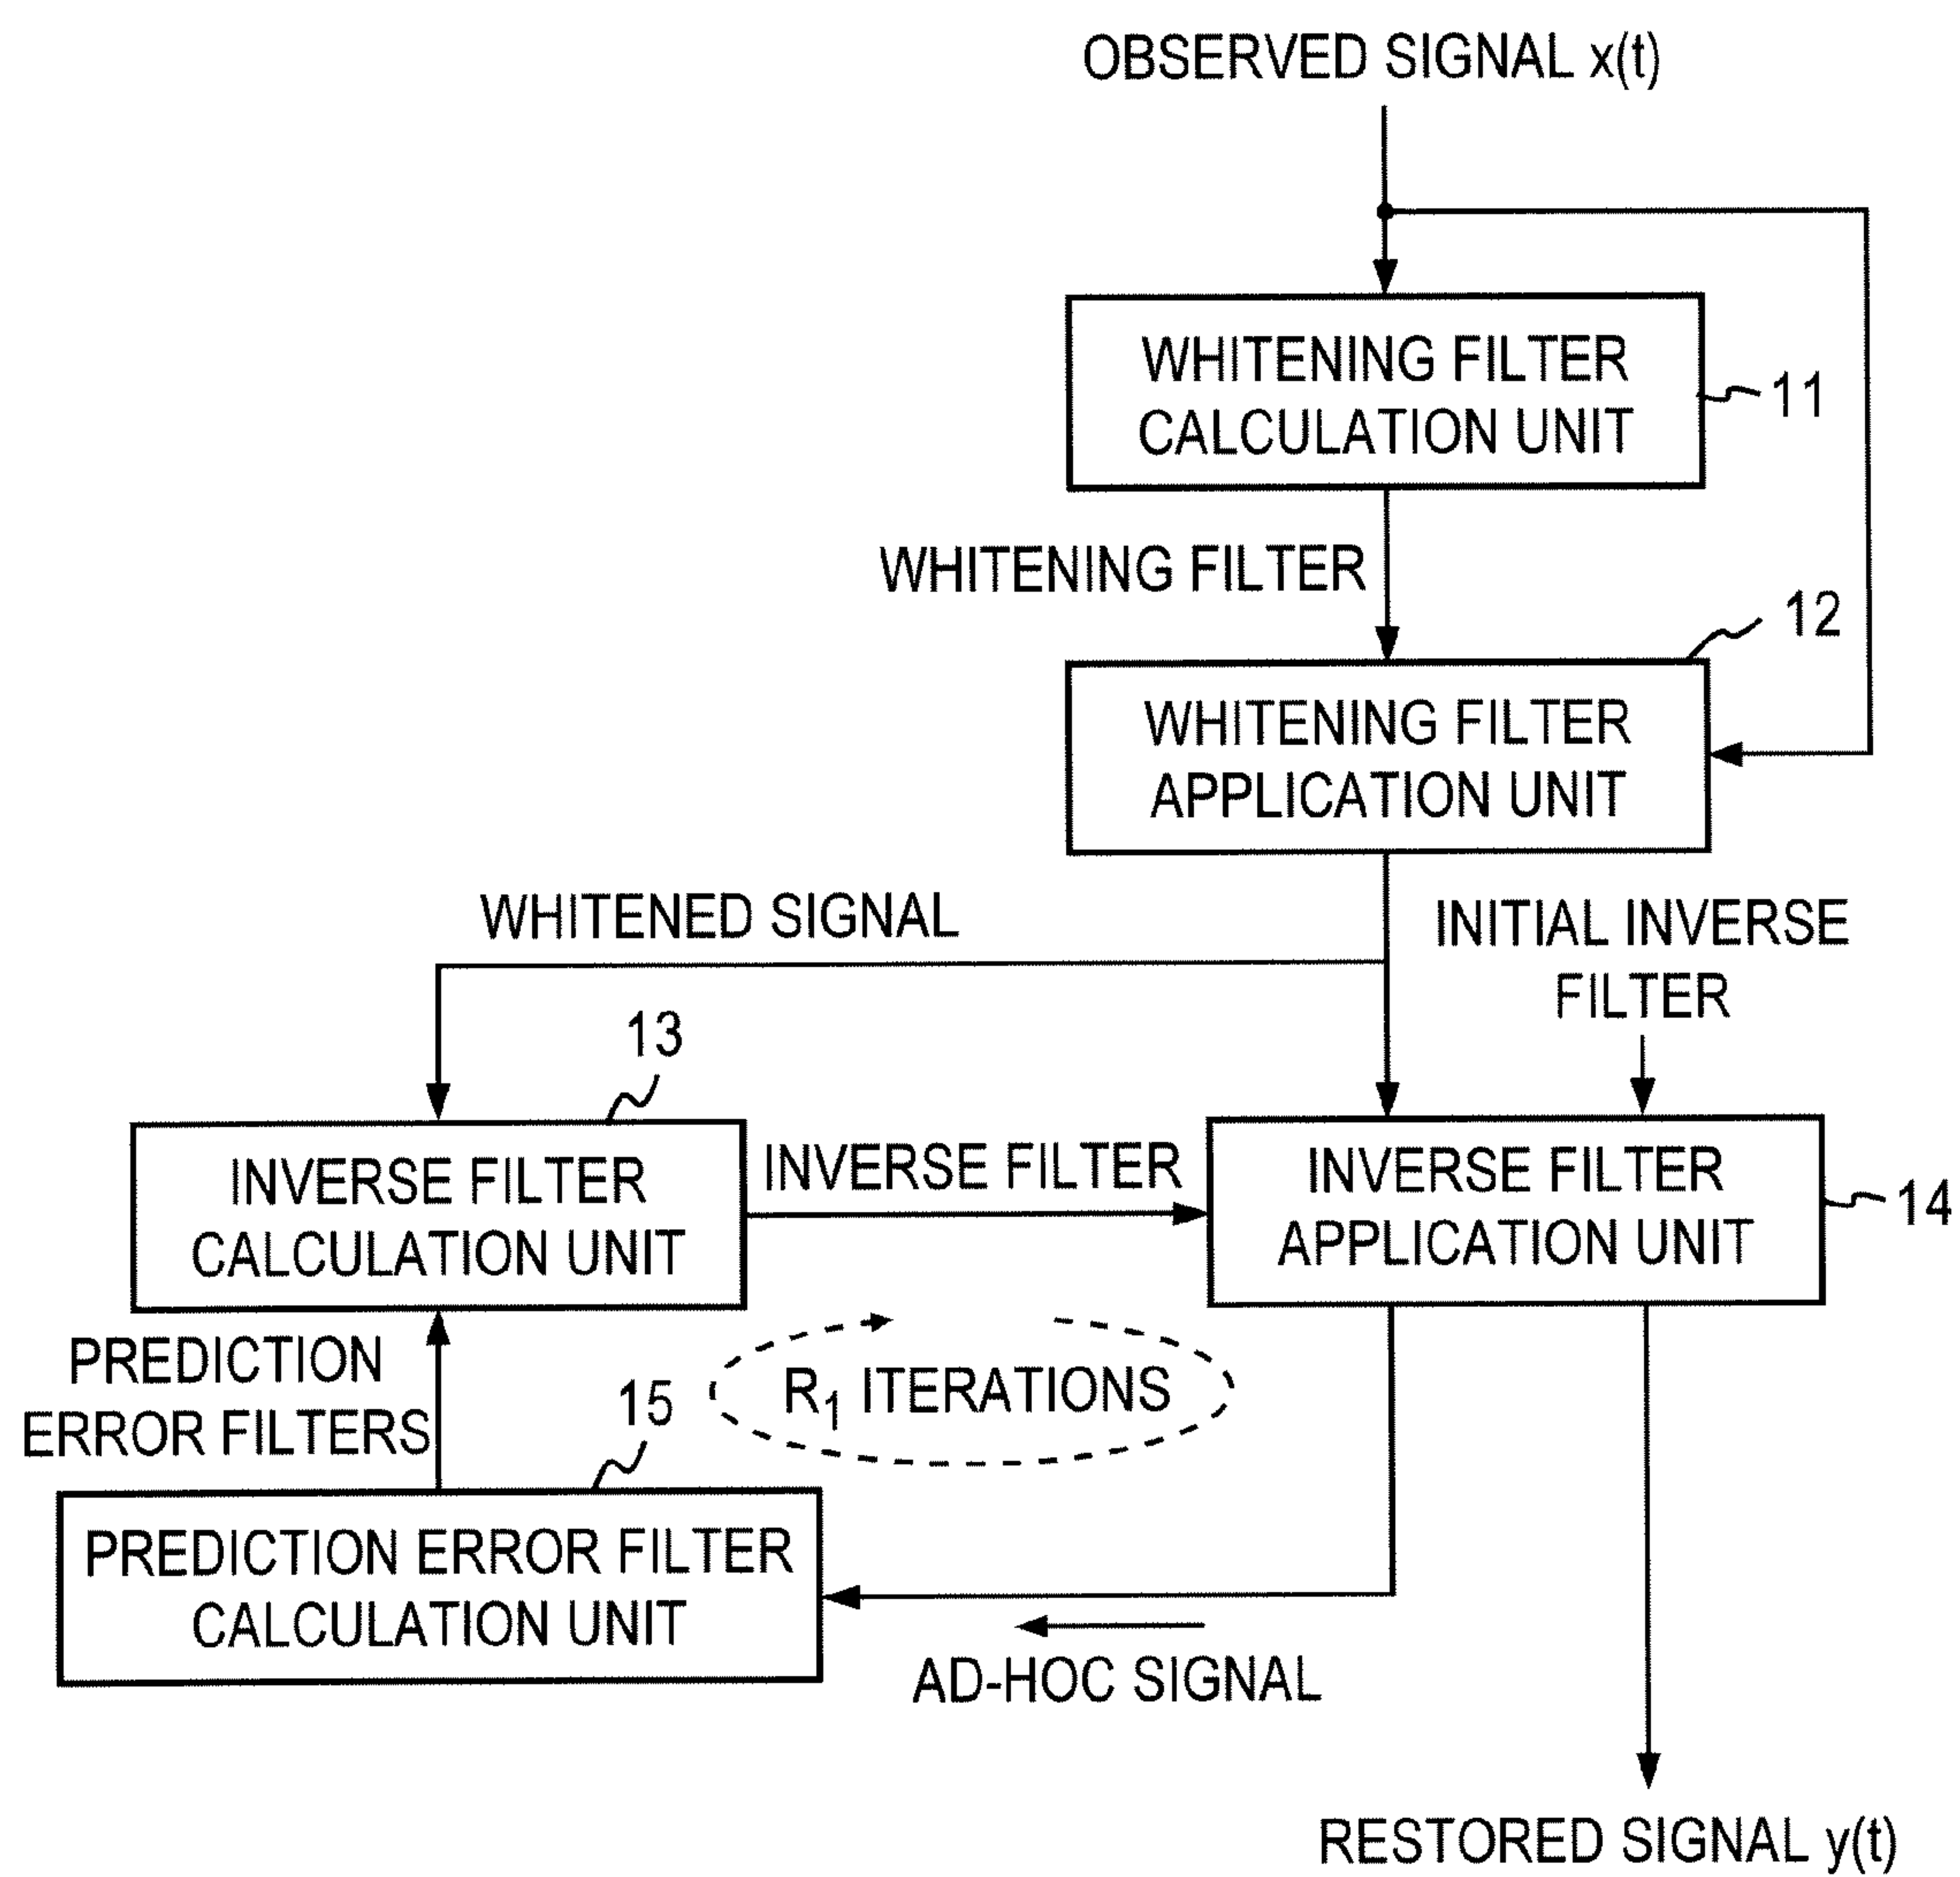 OBSERVED SIGNAL x(t)
WHITENING FILTER
CALCULATION UNIT
11
WHITENING FILTER
12
WHITENING FILTER
APPLICATION UNIT
WHITENED SIGNAL
INITIAL INVERSE
FILTER
13
INVERSE FILTER
CALCULATION UNIT
INVERSE FILTER
INVERSE FILTER
APPLICATION UNIT
14
PREDICTION
ERROR FILTERS
R1 ITERATIONS
15
PREDICTION ERROR FILTER
CALCULATION UNIT
AD-HOC SIGNAL
RESTORED SIGNAL y(t)